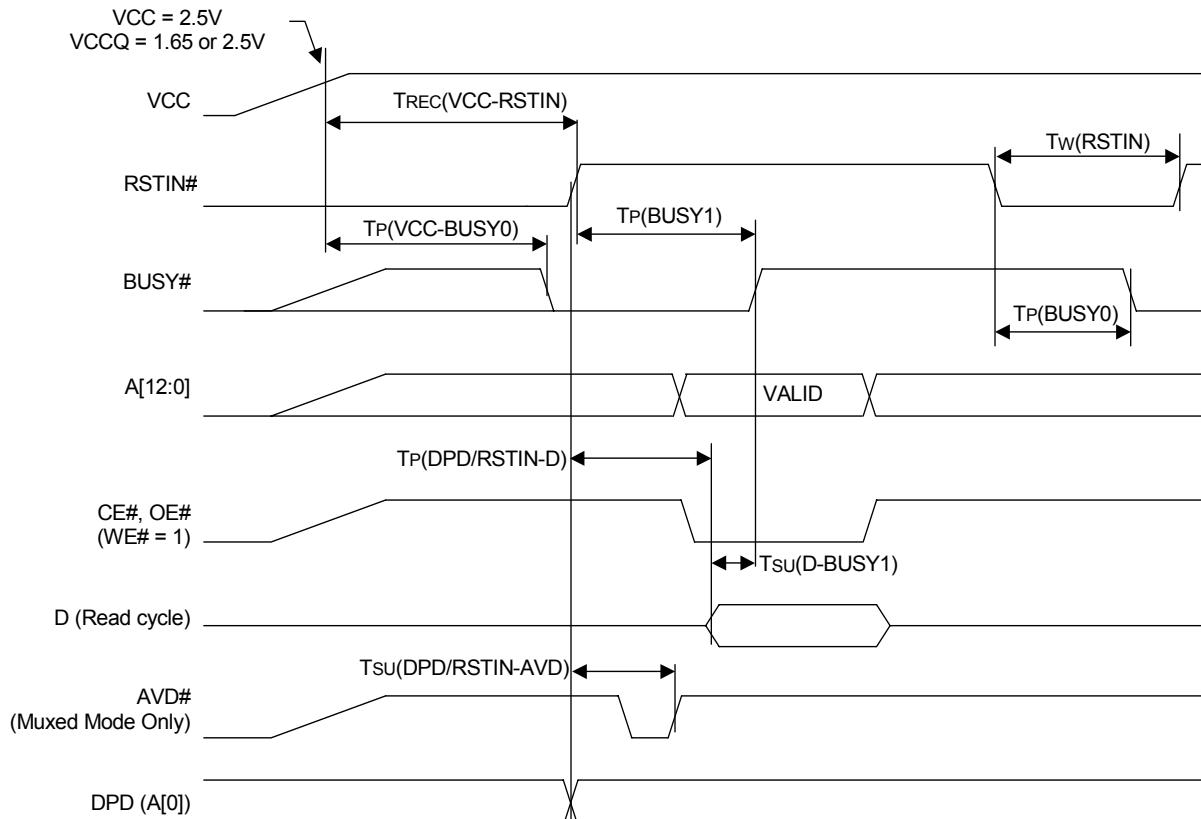 VCC = 2.5V
VCCQ = 1.65 or 2.5V
VCC
TREC(VCC-RSTIN)
TW(RSTIN)
RSTIN#
TP(VCC-BUSY0)
TP(BUSY1)
BUSY#
TP(BUSY0)
A[12:0]
VALID
TP(DPD/RSTIN-D)
CE#, OE#
(WE# = 1)
TSU(D-BUSY1)
D (Read cycle)
TSU(DPD/RSTIN-AVD)
AVD#
(Muxed Mode Only)
DPD (A[0])